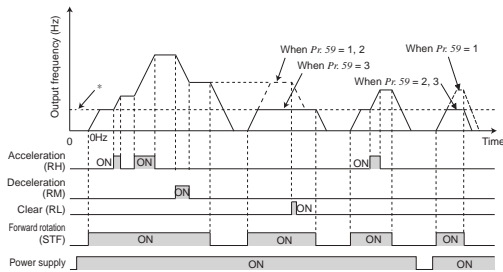 Output frequency (Hz)
When Pr. 59 = 1, 2
When Pr. 59 = 3
When Pr. 59 = 1
When Pr. 59 = 2, 3
*
0
0Hz
Time
Acceleration
(RH)
ON
ON
ON
Deceleration
(RM)
ON
Clear (RL)
ON
Forward rotation
(STF)
ON
ON
ON
ON
Power supply
ON
ON